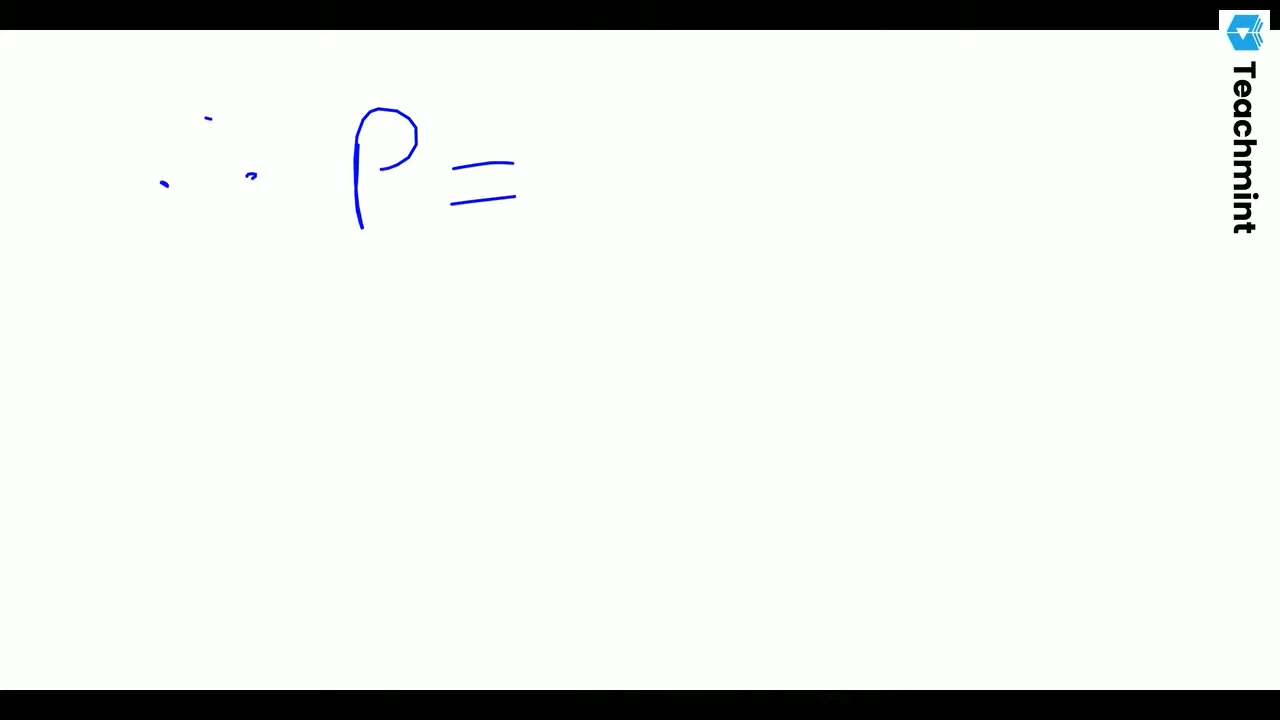 ∴ P =
Teachmint